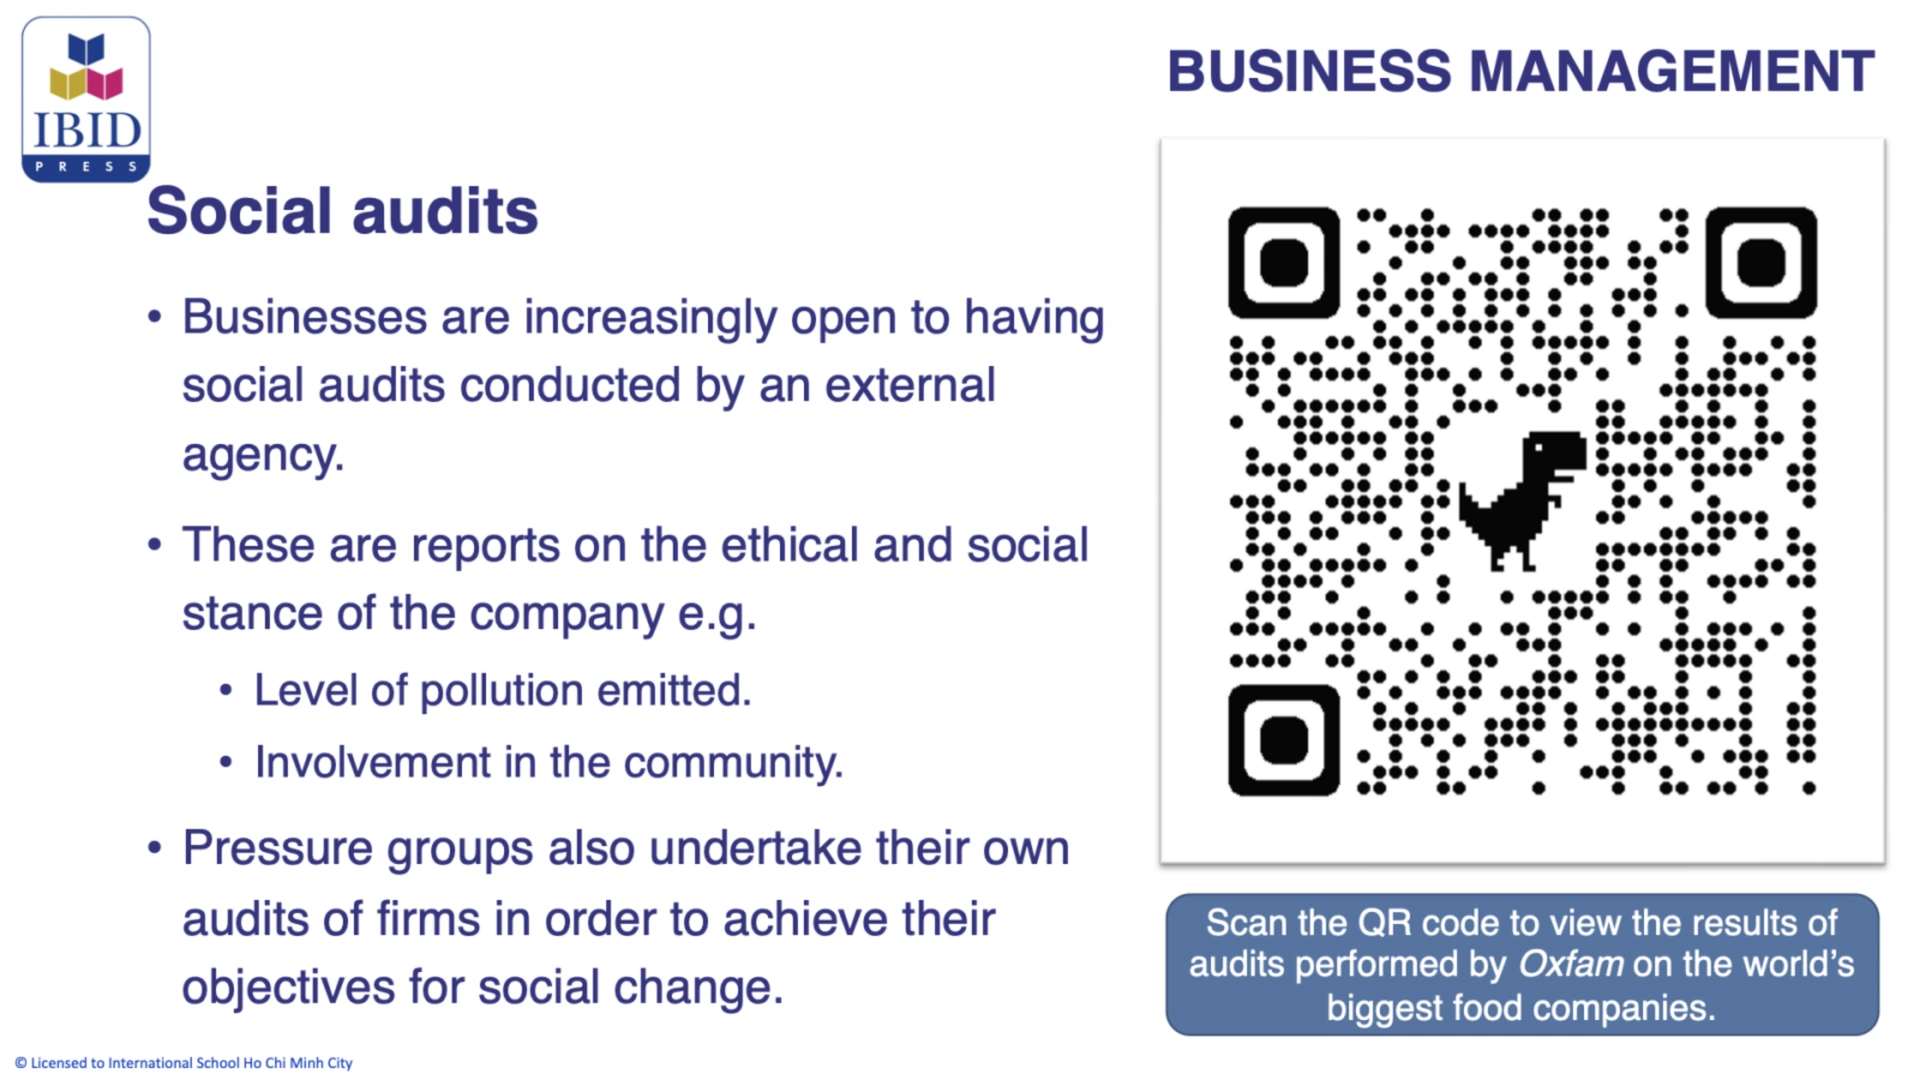 IBID
PRESS
BUSINESS MANAGEMENT
Social audits
• Businesses are increasingly open to having
social audits conducted by an external
agency.
• These are reports on the ethical and social
stance of the company e.g.
• Level of pollution emitted.
• Involvement in the community.
• Pressure groups also undertake their own
audits of firms in order to achieve their
objectives for social change.
Scan the QR code to view the results of
audits performed by Oxfam on the world’s
biggest food companies.
© Licensed to International School Ho Chi Minh City